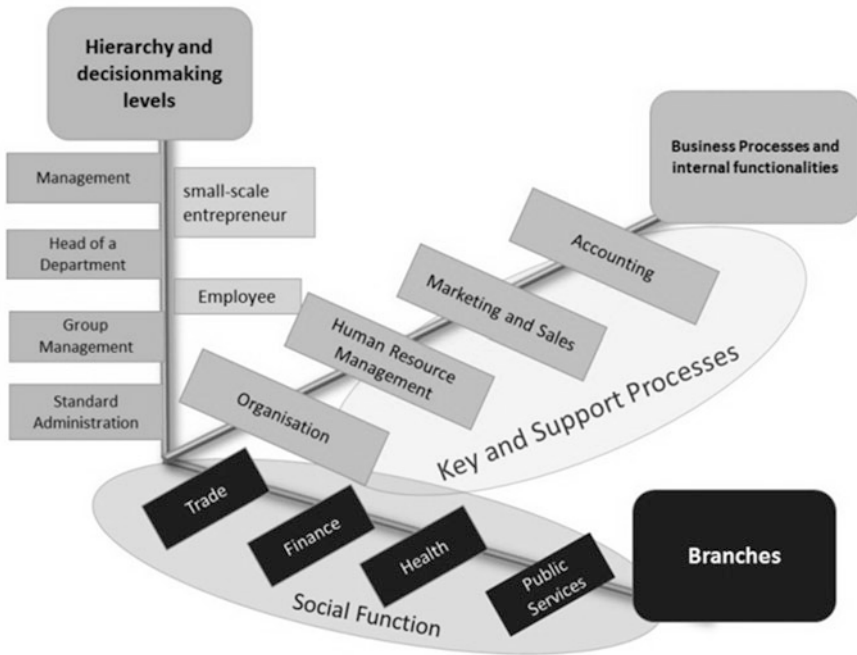 Hierarchy and
decisionmaking
levels
Business Processes and
internal functionalities
Management
small-scale
entrepreneur
Head of a
Department
Employee
Group
Management
Standard
Administration
Accounting
Marketing and Sales
Human Resource
Management
Organisation
Key and Support Processes
Trade
Finance
Health
Public
Services
Branches
Social Function